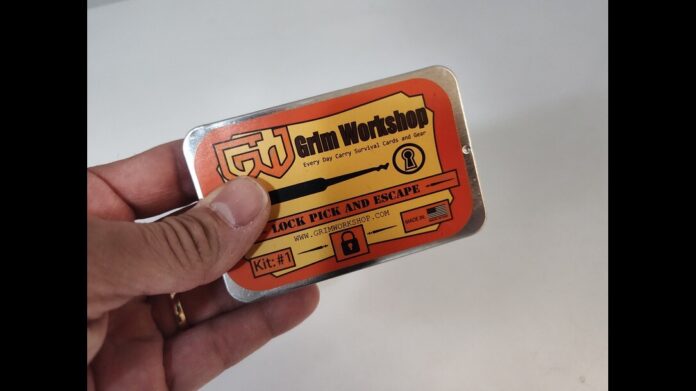 GW
Grim Workshop
Every Day Carry Survival Cards and Gear
LOCK PICK AND ESCAPE
WWW.GRIMWORKSHOP.COM
MADE IN
Kit:#1